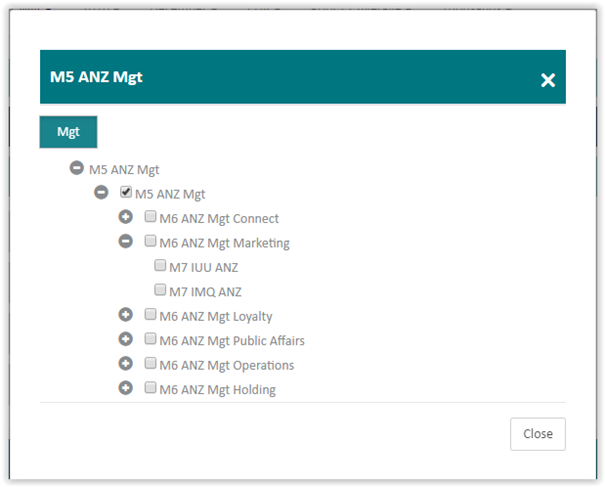 M5 ANZ Mgt
Mgt
M5 ANZ Mgt
M5 ANZ Mgt
M6 ANZ Mgt Connect
M6 ANZ Mgt Marketing
M7 IUU ANZ
M7 IMQ ANZ
M6 ANZ Mgt Loyalty
M6 ANZ Mgt Public Affairs
M6 ANZ Mgt Operations
M6 ANZ Mgt Holding
Close